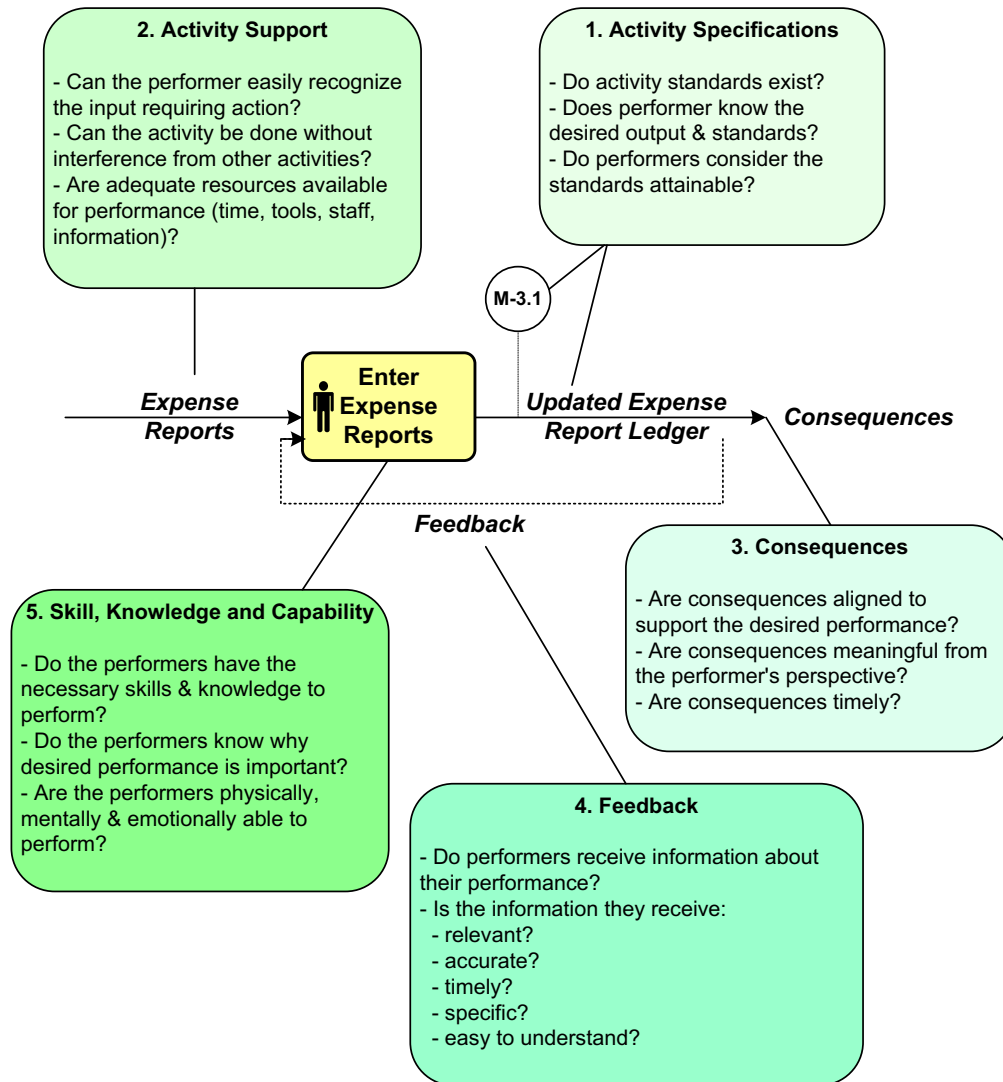 2. Activity Support
- Can the performer easily recognize
the input requiring action?
- Can the activity be done without
interference from other activities?
- Are adequate resources available
for performance (time, tools, staff,
information)?
1. Activity Specifications
- Do activity standards exist?
- Does performer know the
desired output & standards?
- Do performers consider the
standards attainable?
M-3.1
Expense
Reports
Enter
Expense
Reports
Updated Expense
Report Ledger
Consequences
Feedback
3. Consequences
- Are consequences aligned to
support the desired performance?
- Are consequences meaningful from
the performer's perspective?
- Are consequences timely?
5. Skill, Knowledge and Capability
- Do the performers have the
necessary skills & knowledge to
perform?
- Do the performers know why
desired performance is important?
- Are the performers physically,
mentally & emotionally able to
perform?
4. Feedback
- Do performers receive information about
their performance?
- Is the information they receive:
- relevant?
- accurate?
- timely?
- specific?
- easy to understand?